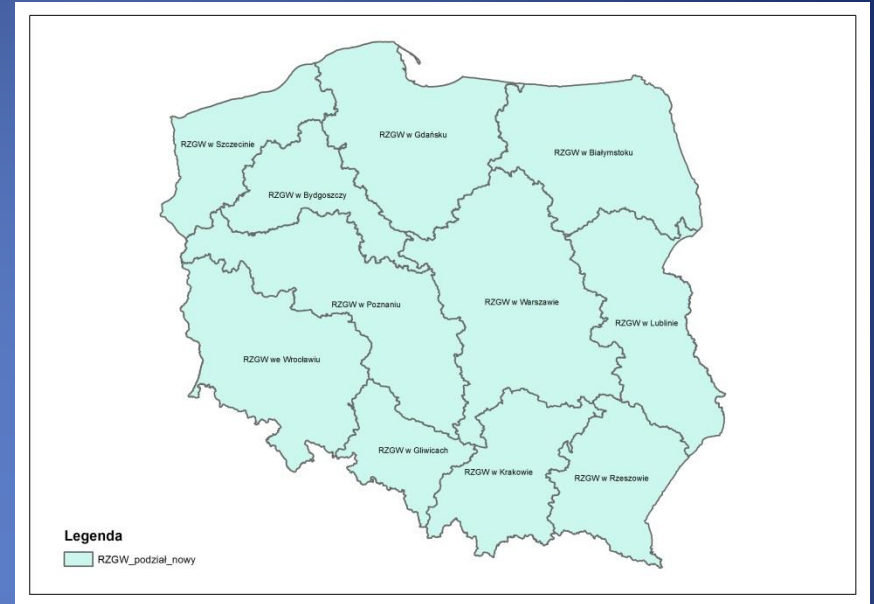 RZGW w Gdańsku
RZGW w Szczecinie
RZGW w Białymstoku
RZGW w Bydgoszczy
RZGW w Poznaniu
RZGW w Warszawie
RZGW w Lublinie
RZGW we Wrocławiu
RZGW w Gliwicach
RZGW w Krakowie
RZGW w Rzeszowie
Legenda
RZGW_podział_nowy